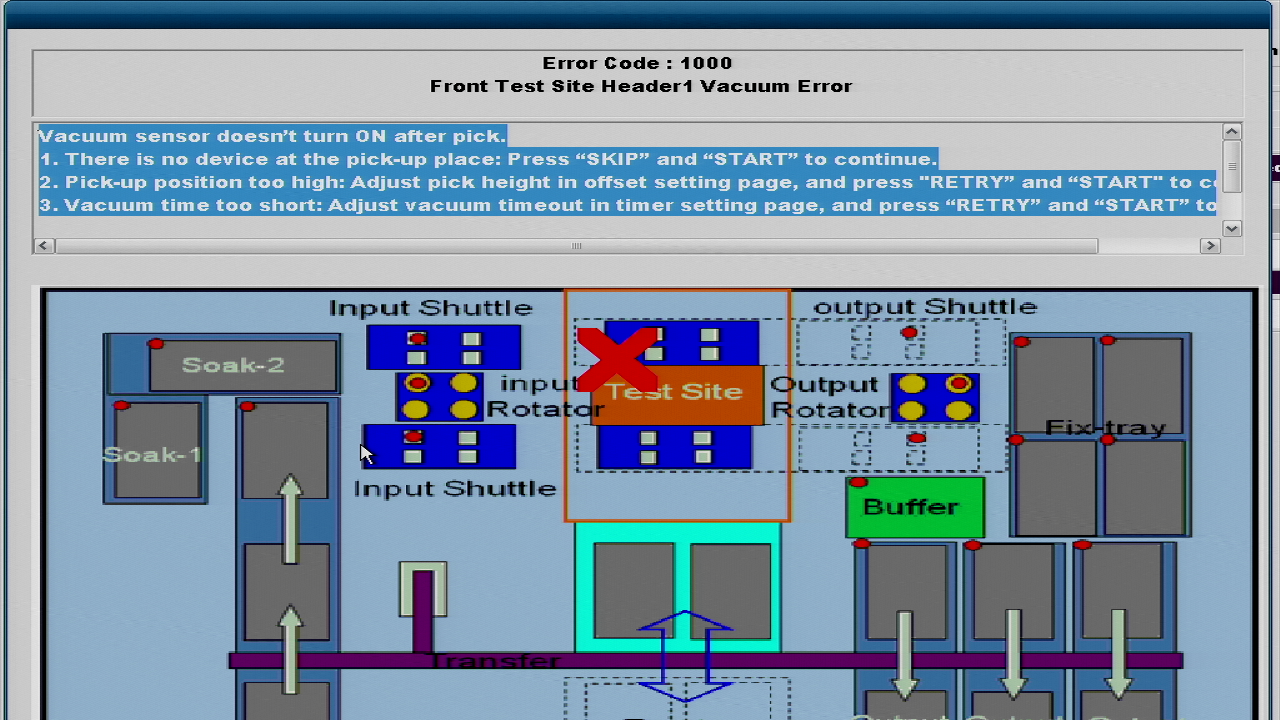 Error Code : 1000
Front Test Site Header1 Vacuum Error
Vacuum sensor doesn’t turn ON after pick.
1. There is no device at the pick-up place: Press “SKIP” and “START” to continue.
2. Pick-up position too high: Adjust pick height in offset setting page, and press "RETRY” and “START" to
3. Vacuum time too short: Adjust vacuum timeout in timer setting page, and press “RETRY” and “START” to
Input Shuttle
output Shuttle
Soak-2
input
Rotator
Test Site
Output
Rotator
Fix-tray
Soak-1
Input Shuttle
Buffer
Transfer